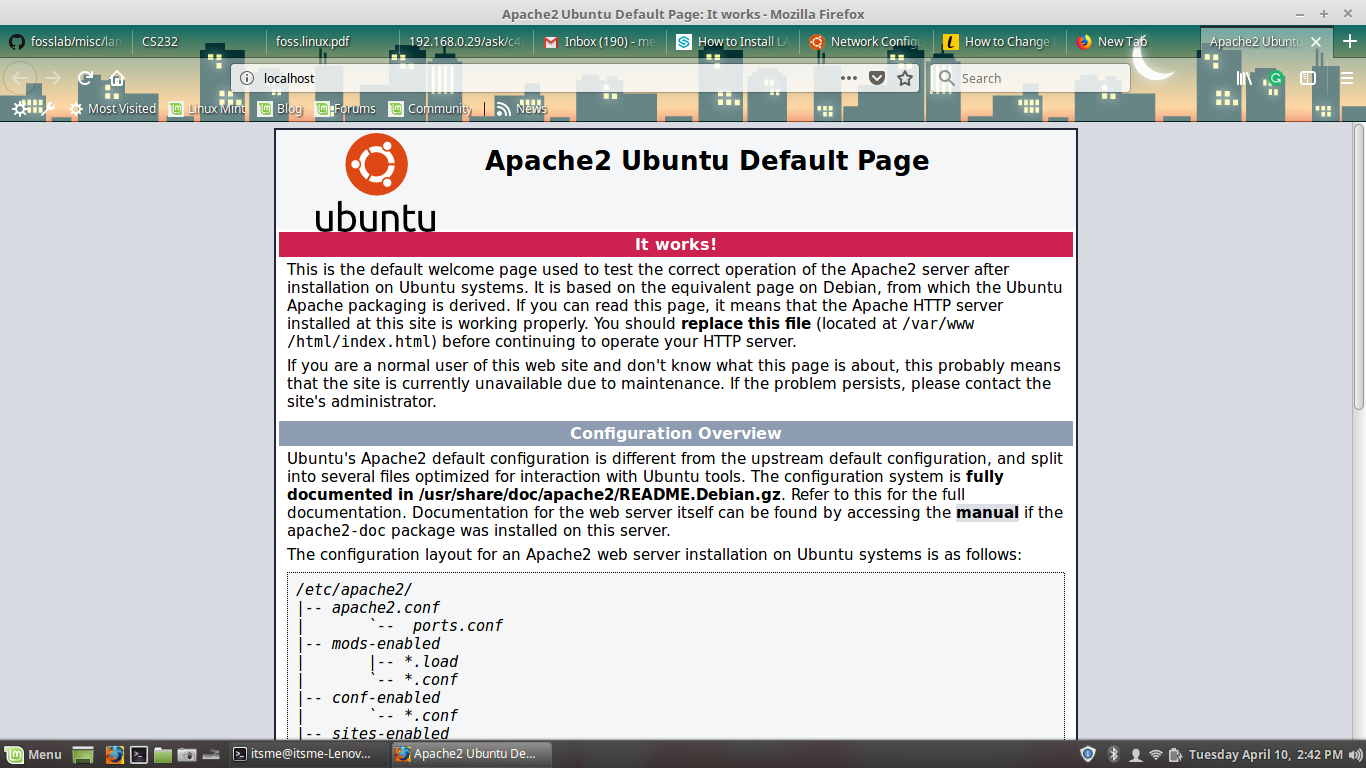 Apache2 Ubuntu Default Page: It works - Mozilla Firefox
fosslab/misc/lam CS232 foss.linux.pdf 192.168.0.29/ask/c4 Inbox (190) - me How to Install LA Network Config How to Change New Tab Apache2 Ubuntu
localhost Search
Most Visited Linux Mint Blog Forums Community News
ubuntu
Apache2 Ubuntu Default Page
It works!
This is the default welcome page used to test the correct operation of the Apache2 server after
installation on Ubuntu systems. It is based on the equivalent page on Debian, from which the Ubuntu
Apache packaging is derived. If you can read this page, it means that the Apache HTTP server
installed at this site is working properly. You should replace this file (located at /var/www
/html/index.html) before continuing to operate your HTTP server.
If you are a normal user of this web site and don't know what this page is about, this probably means
that the site is currently unavailable due to maintenance. If the problem persists, please contact the
site's administrator.
Configuration Overview
Ubuntu's Apache2 default configuration is different from the upstream default configuration, and split
into several files optimized for interaction with Ubuntu tools. The configuration system is fully
documented in /usr/share/doc/apache2/README.Debian.gz. Refer to this for the full
documentation. Documentation for the web server itself can be found by accessing the manual if the
apache2-doc package was installed on this server.
The configuration layout for an Apache2 web server installation on Ubuntu systems is as follows:
/etc/apache2/
|-- apache2.conf
|       `--  ports.conf
|-- mods-enabled
|       |-- *.load
|       `-- *.conf
|-- conf-enabled
|       `-- *.conf
|-- sites-enabled
Menu itsme@itsme-Lenov... Apache2 Ubuntu De... Tuesday April 10, 2:42 PM